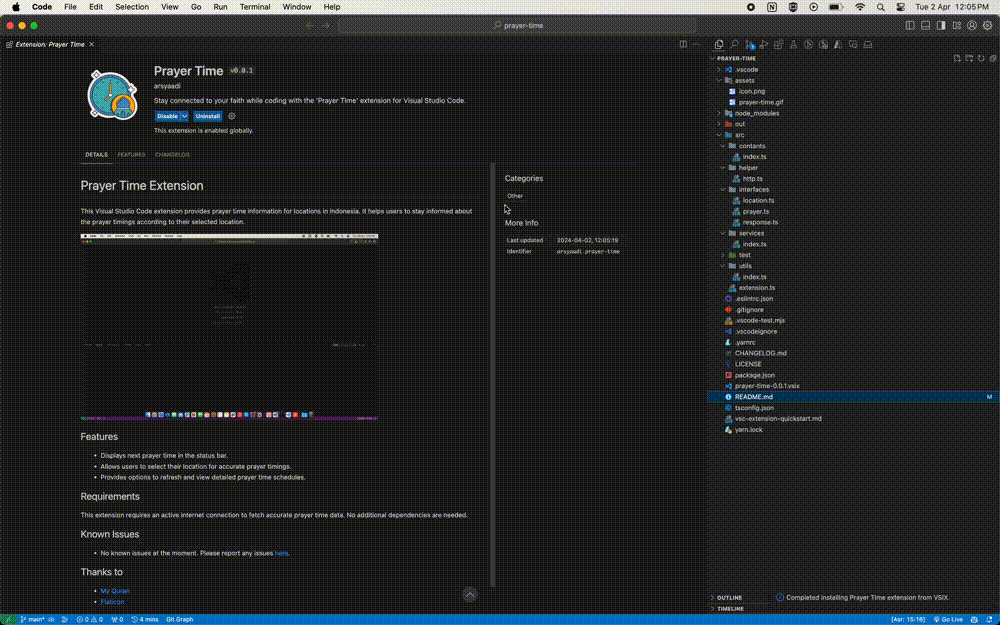 Code File Edit Selection View Go Run Terminal Window Help
Tue 2 Apr 12:05PM
prayer-time
Extension: Prayer Time
Prayer Time v0.0.1
arsyaadi
Stay connected to your faith while coding with the 'Prayer Time' extension for Visual Studio Code.
Disable Uninstall
This extension is enabled globally.
DETAILS FEATURES CHANGELOG
Prayer Time Extension
This Visual Studio Code extension provides prayer time information for locations in Indonesia. It helps users to stay informed about
the prayer timings according to their selected location.
Features
Displays next prayer time in the status bar.
Allows users to select their location for accurate prayer timings.
Provides options to refresh and view detailed prayer time schedules.
Requirements
This extension requires an active internet connection to fetch accurate prayer time data. No additional dependencies are needed.
Known Issues
No known issues at the moment. Please report any issues here.
Thanks to
My Quran
Flaticon
Categories
Other
More Info
Last updated 2024-04-02, 12:05:19
Identifier arsyaadi.prayer-time
PRAYER-TIME
.vscode
assets
icon.png
prayer-time.gif
node_modules
out
src
contants
index.ts
helper
http.ts
interfaces
location.ts
prayer.ts
response.ts
services
index.ts
test
utils
index.ts
extension.ts
.eslintrc.json
.gitignore
.vscode-test.mjs
.vscodeignore
.yarnrc
CHANGELOG.md
LICENSE
package.json
prayer-time-0.0.1.vsix
README.md M
tsconfig.json
vsc-extension-quickstart.md
yarn.lock
OUTLINE
TIMELINE
Completed installing Prayer Time extension from VSIX.
main* 0 0 0 4 mins Git Graph
[Asr: 15:16] Go Live